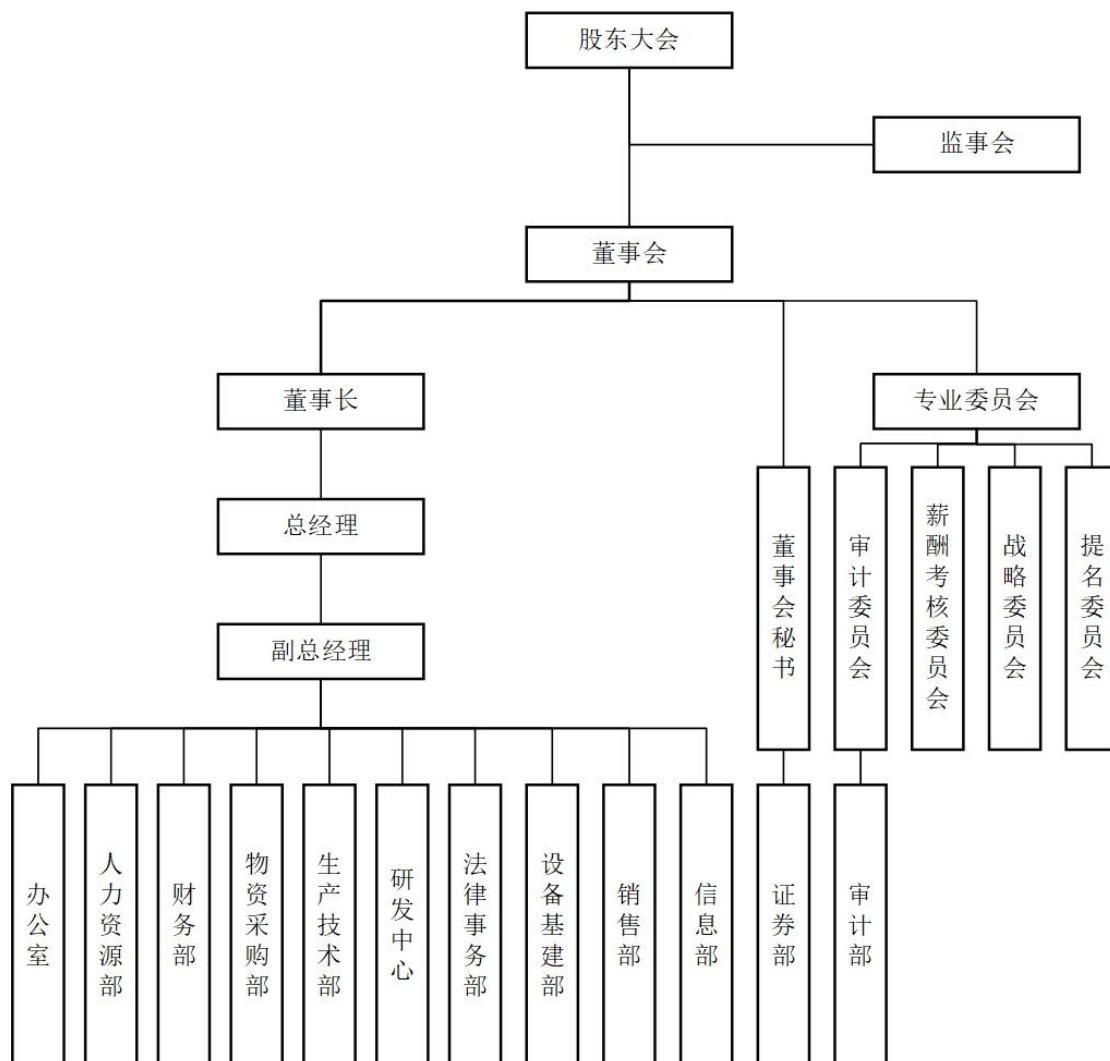 股东大会
监事会
董事会
董事长
专业委员会
总经理
副总经理
董事会秘书
审计委员会
薪酬考核委员会
战略委员会
提名委员会
办公室
人力资源部
财务部
物资采购部
生产技术部
研发中心
法律事务部
设备基建部
销售部
信息部
证券部
审计部